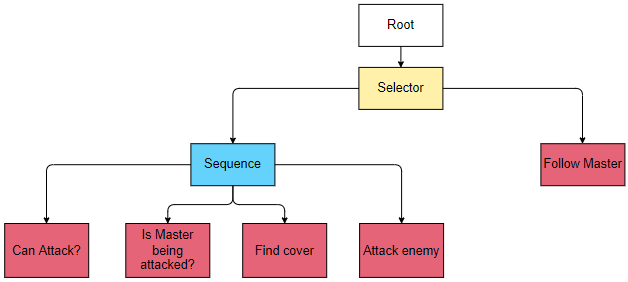 Root
Selector
Sequence
Follow Master
Can Attack?
Is Master
being
attacked?
Find cover
Attack enemy